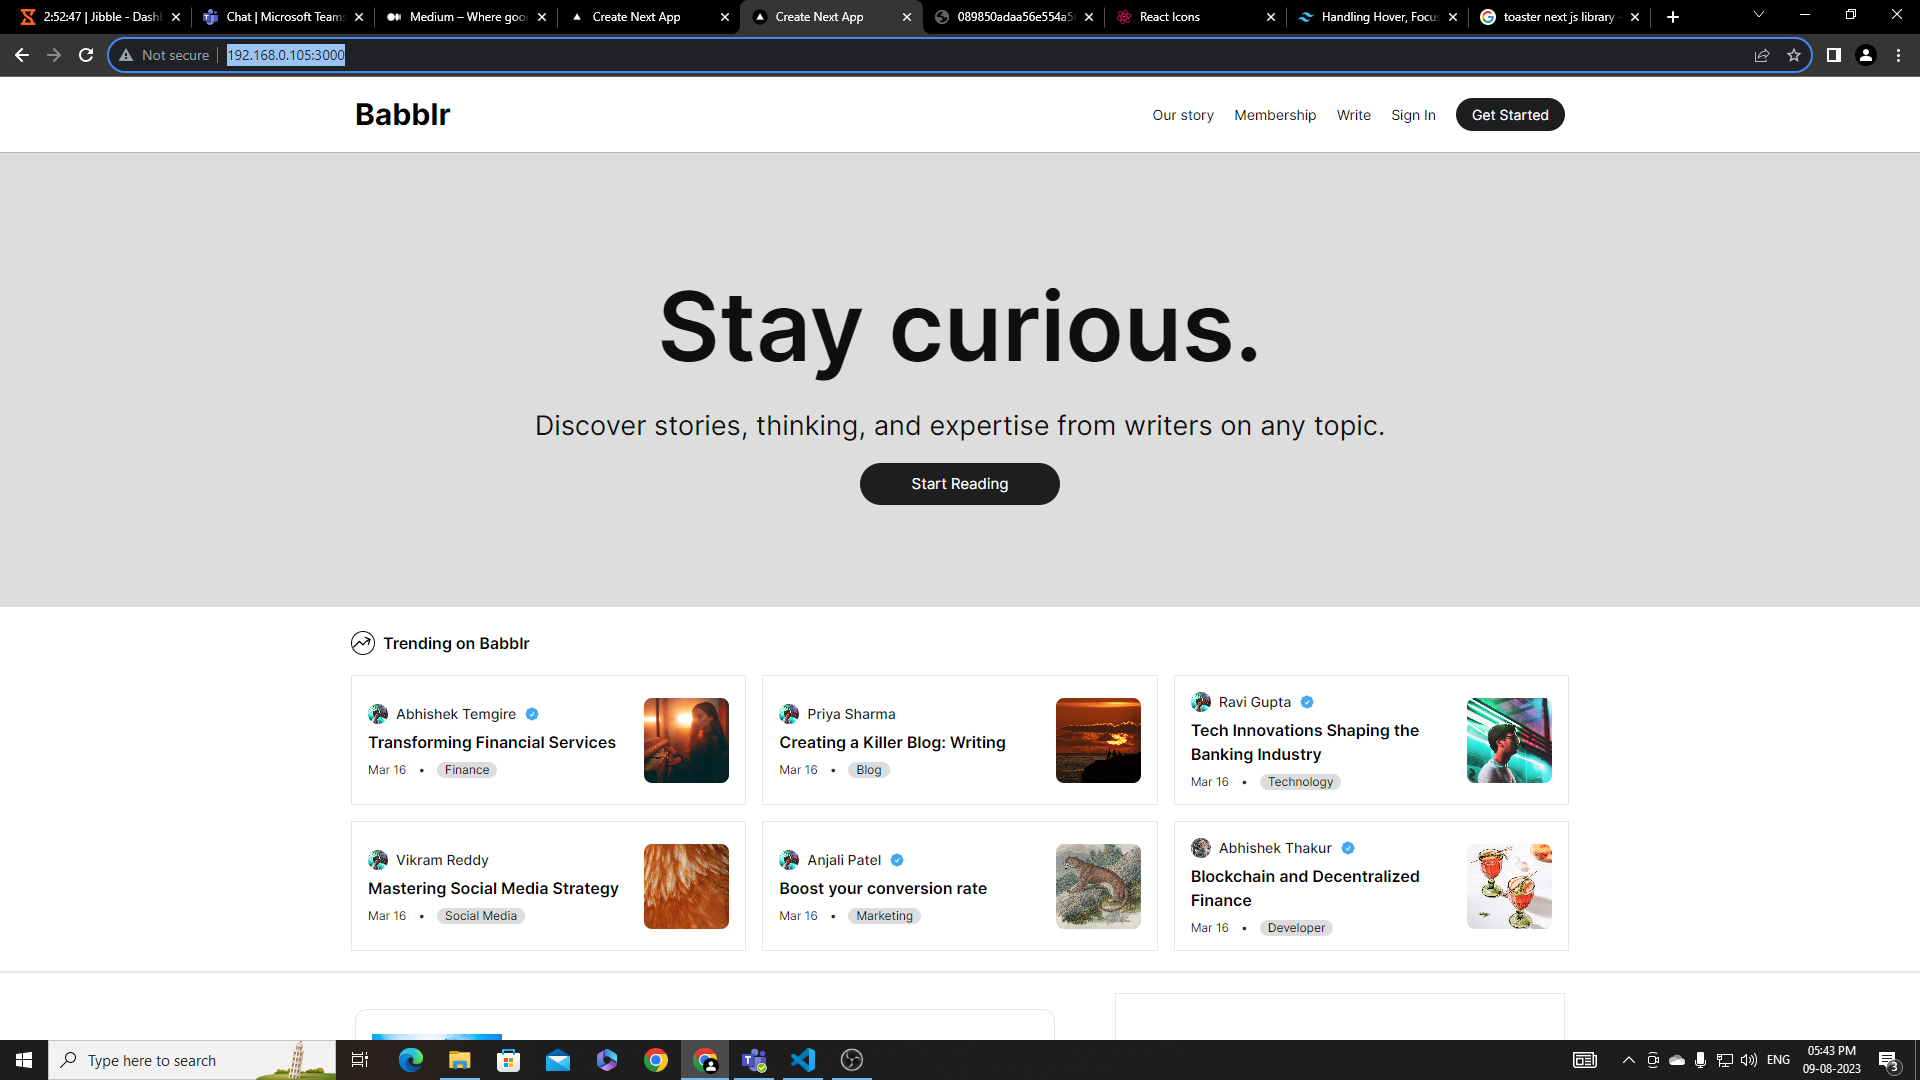 2:52:47 | Jibble - Dash
Chat | Microsoft Teams
Medium – Where good
Create Next App
Create Next App
089850adaa56e554a5
React Icons
Handling Hover, Focus
toaster next js library -
Not secure
192.168.0.105:3000
Babblr
Our story
Membership
Write
Sign In
Get Started
Stay curious.
Discover stories, thinking, and expertise from writers on any topic.
Start Reading
Trending on Babblr
Abhishek Temgire
Transforming Financial Services
Mar 16 • Finance
Priya Sharma
Creating a Killer Blog: Writing
Mar 16 • Blog
Ravi Gupta
Tech Innovations Shaping the
Banking Industry
Mar 16 • Technology
Vikram Reddy
Mastering Social Media Strategy
Mar 16 • Social Media
Anjali Patel
Boost your conversion rate
Mar 16 • Marketing
Abhishek Thakur
Blockchain and Decentralized
Finance
Mar 16 • Developer
Type here to search
ENG
05:43 PM
09-08-2023
3